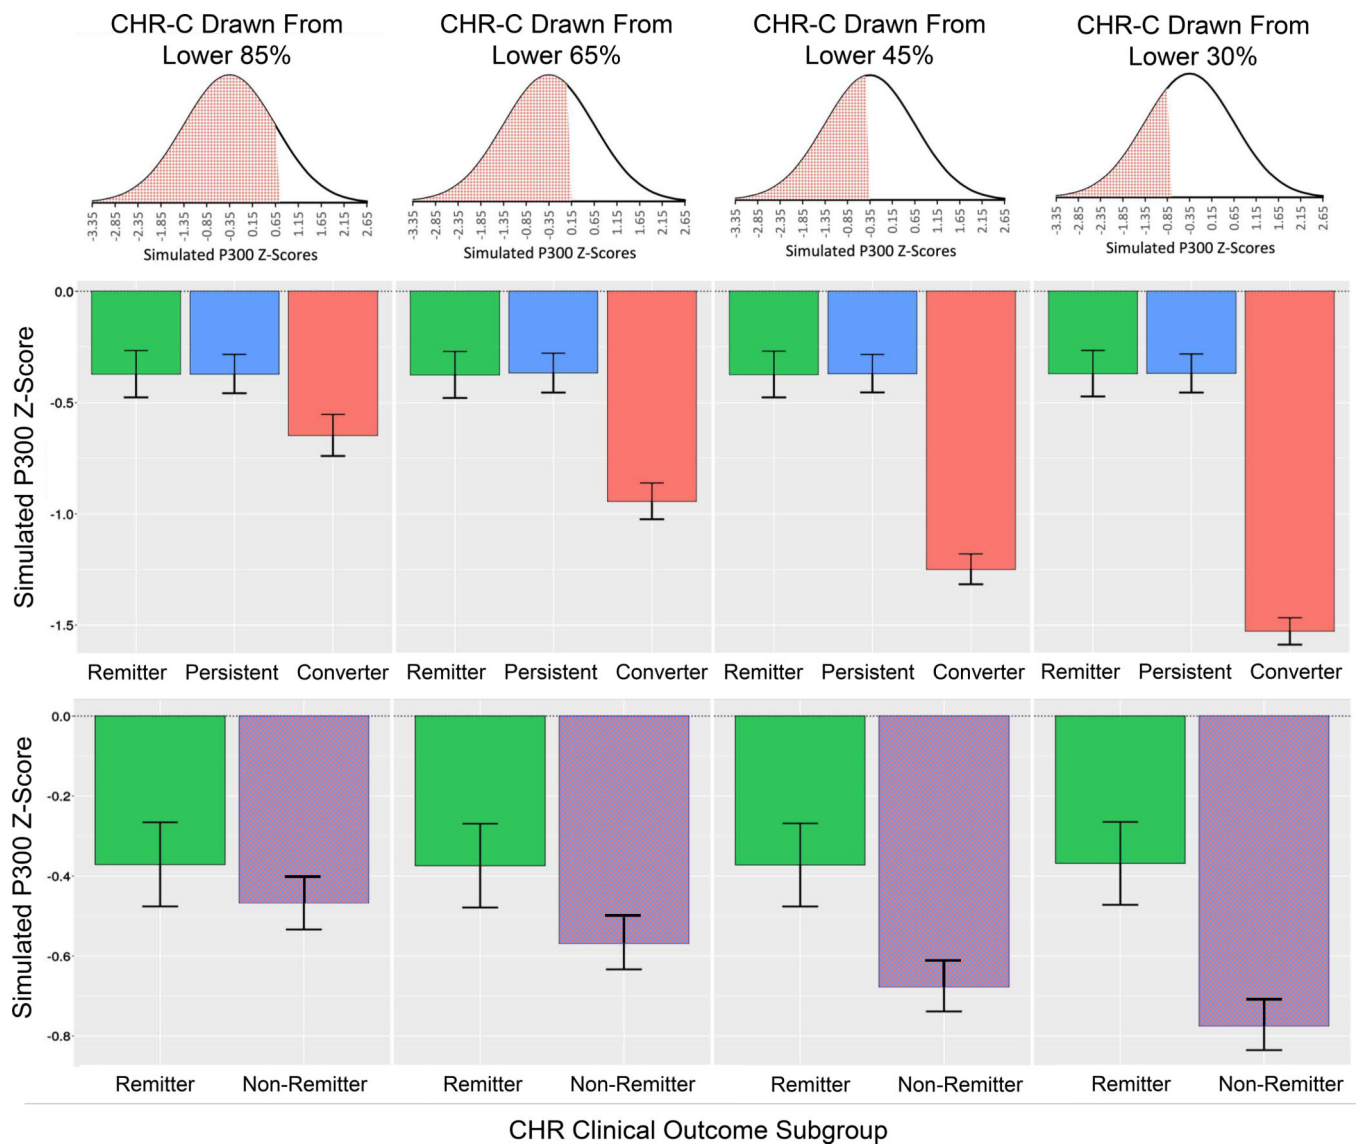 CHR-C Drawn From
Lower 85%
CHR-C Drawn From
Lower 65%
CHR-C Drawn From
Lower 45%
CHR-C Drawn From
Lower 30%
-3.35 -2.85 -2.35 -1.85 -1.35 -0.85 -0.35 0.15 0.65 1.15 1.65 2.15 2.65
Simulated P300 Z-Scores
-3.35 -2.85 -2.35 -1.85 -1.35 -0.85 -0.35 0.15 0.65 1.15 1.65 2.15 2.65
Simulated P300 Z-Scores
-3.35 -2.85 -2.35 -1.85 -1.35 -0.85 -0.35 0.15 0.65 1.15 1.65 2.15 2.65
Simulated P300 Z-Scores
-3.35 -2.85 -2.35 -1.85 -1.35 -0.85 -0.35 0.15 0.65 1.15 1.65 2.15 2.65
Simulated P300 Z-Scores
Simulated P300 Z-Score
0.0
-0.5
-1.0
-1.5
Remitter Persistent Converter Remitter Persistent Converter Remitter Persistent Converter Remitter Persistent Converter
Simulated P300 Z-Score
0.0
-0.2
-0.4
-0.6
-0.8
Remitter Non-Remitter Remitter Non-Remitter Remitter Non-Remitter Remitter Non-Remitter
CHR Clinical Outcome Subgroup